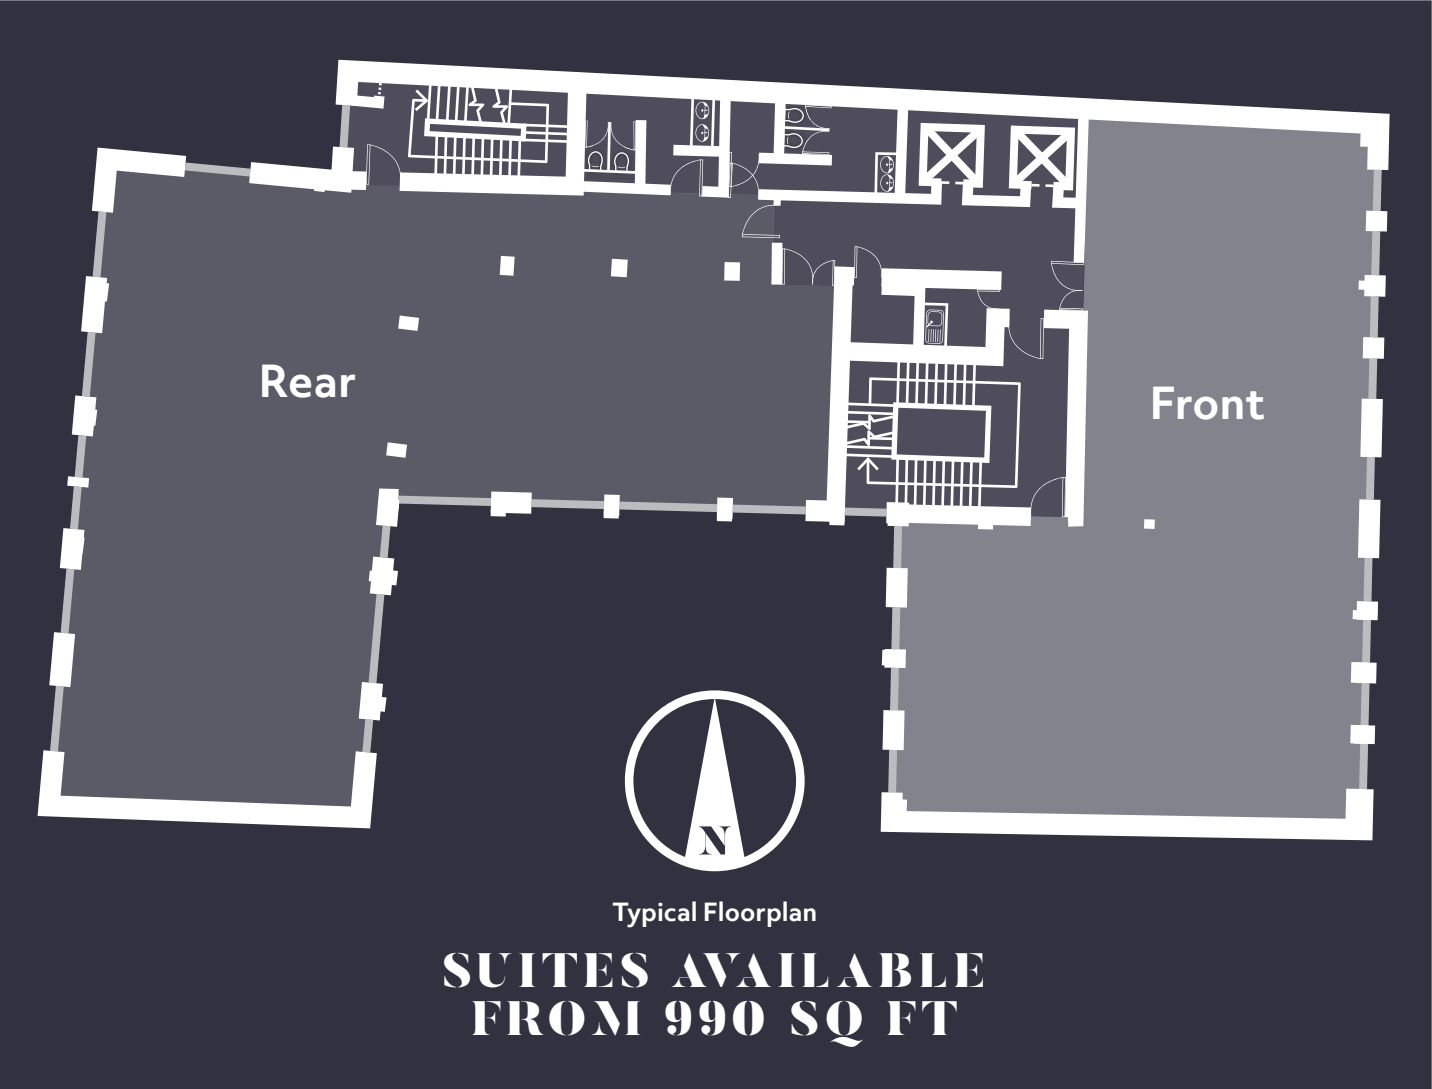 Rear
Front
N
Typical Floorplan
SUITES AVAILABLE
FROM 990 SQ FT